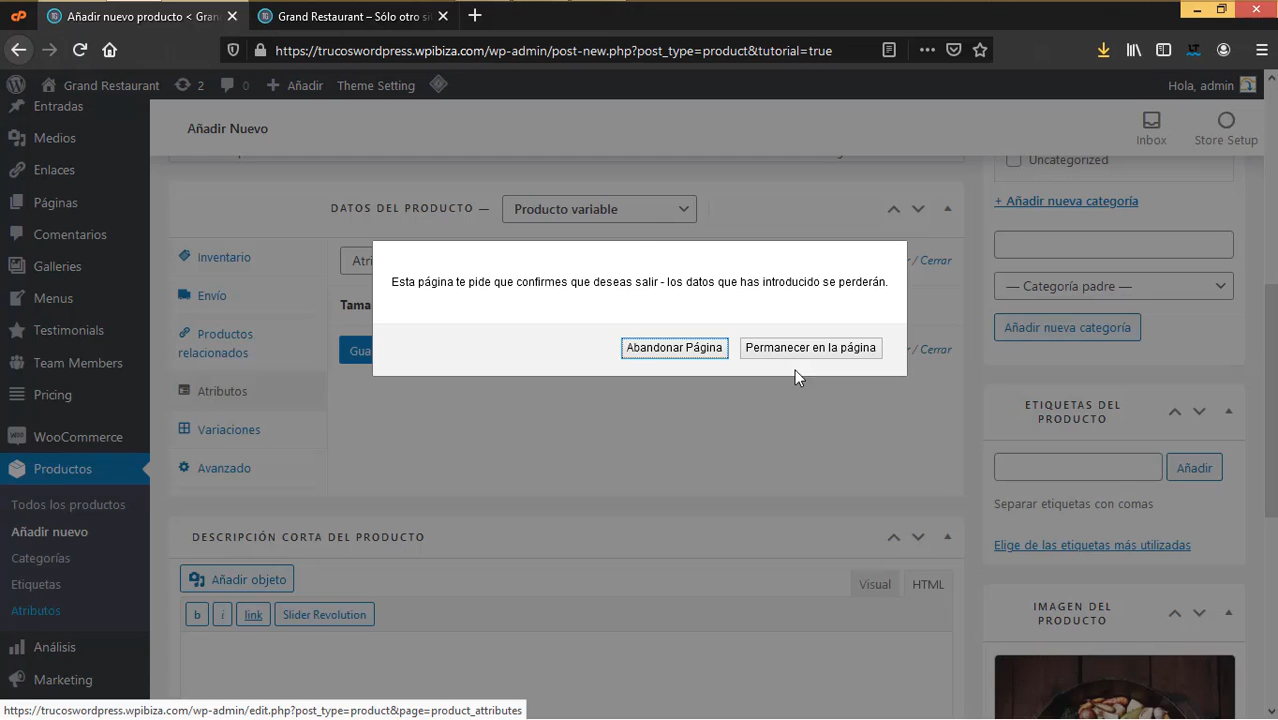 Añadir nuevo producto < Gran
Grand Restaurant – Sólo otro si
https://trucoswordpress.wpibiza.com/wp-admin/post-new.php?post_type=product&tutorial=true
Grand Restaurant
2
0
Añadir
Theme Setting
Hola, admin
Entradas
Medios
Enlaces
Páginas
Comentarios
Galleries
Menus
Testimonials
Team Members
Pricing
WooCommerce
Productos
Todos los productos
Añadir nuevo
Categorías
Etiquetas
Atributos
Análisis
Marketing
Añadir Nuevo
Inbox
Store Setup
DATOS DEL PRODUCTO —
Producto variable
Inventario
Envío
Productos
relacionados
Atributos
Variaciones
Avanzado
Atri
/ Cerrar
Tama
Gua
/ Cerrar
Esta página te pide que confirmes que deseas salir - los datos que has introducido se perderán.
Abandonar Página
Permanecer en la página
DESCRIPCIÓN CORTA DEL PRODUCTO
Añadir objeto
Visual
HTML
b
i
link
Slider Revolution
Uncategorized
+ Añadir nueva categoría
— Categoría padre —
Añadir nueva categoría
ETIQUETAS DEL
PRODUCTO
Añadir
Separar etiquetas con comas
Elige de las etiquetas más utilizadas
IMAGEN DEL
PRODUCTO
https://trucoswordpress.wpibiza.com/wp-admin/edit.php?post_type=product&page=product_attributes